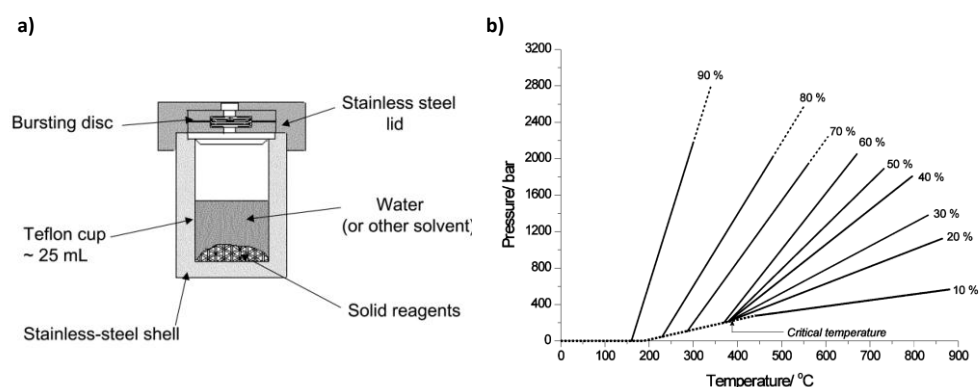 a)
Bursting disc
Stainless steel
lid
Water
(or other solvent)
Teflon cup
~ 25 mL
Solid reagents
Stainless-steel shell
b)
Pressure/ bar
3200
2800
2400
2000
1600
1200
800
400
0
90 %
80 %
70 %
60 %
50 %
40 %
30 %
20 %
10 %
Critical temperature
0 100 200 300 400 500 600 700 800 900
Temperature/ °C